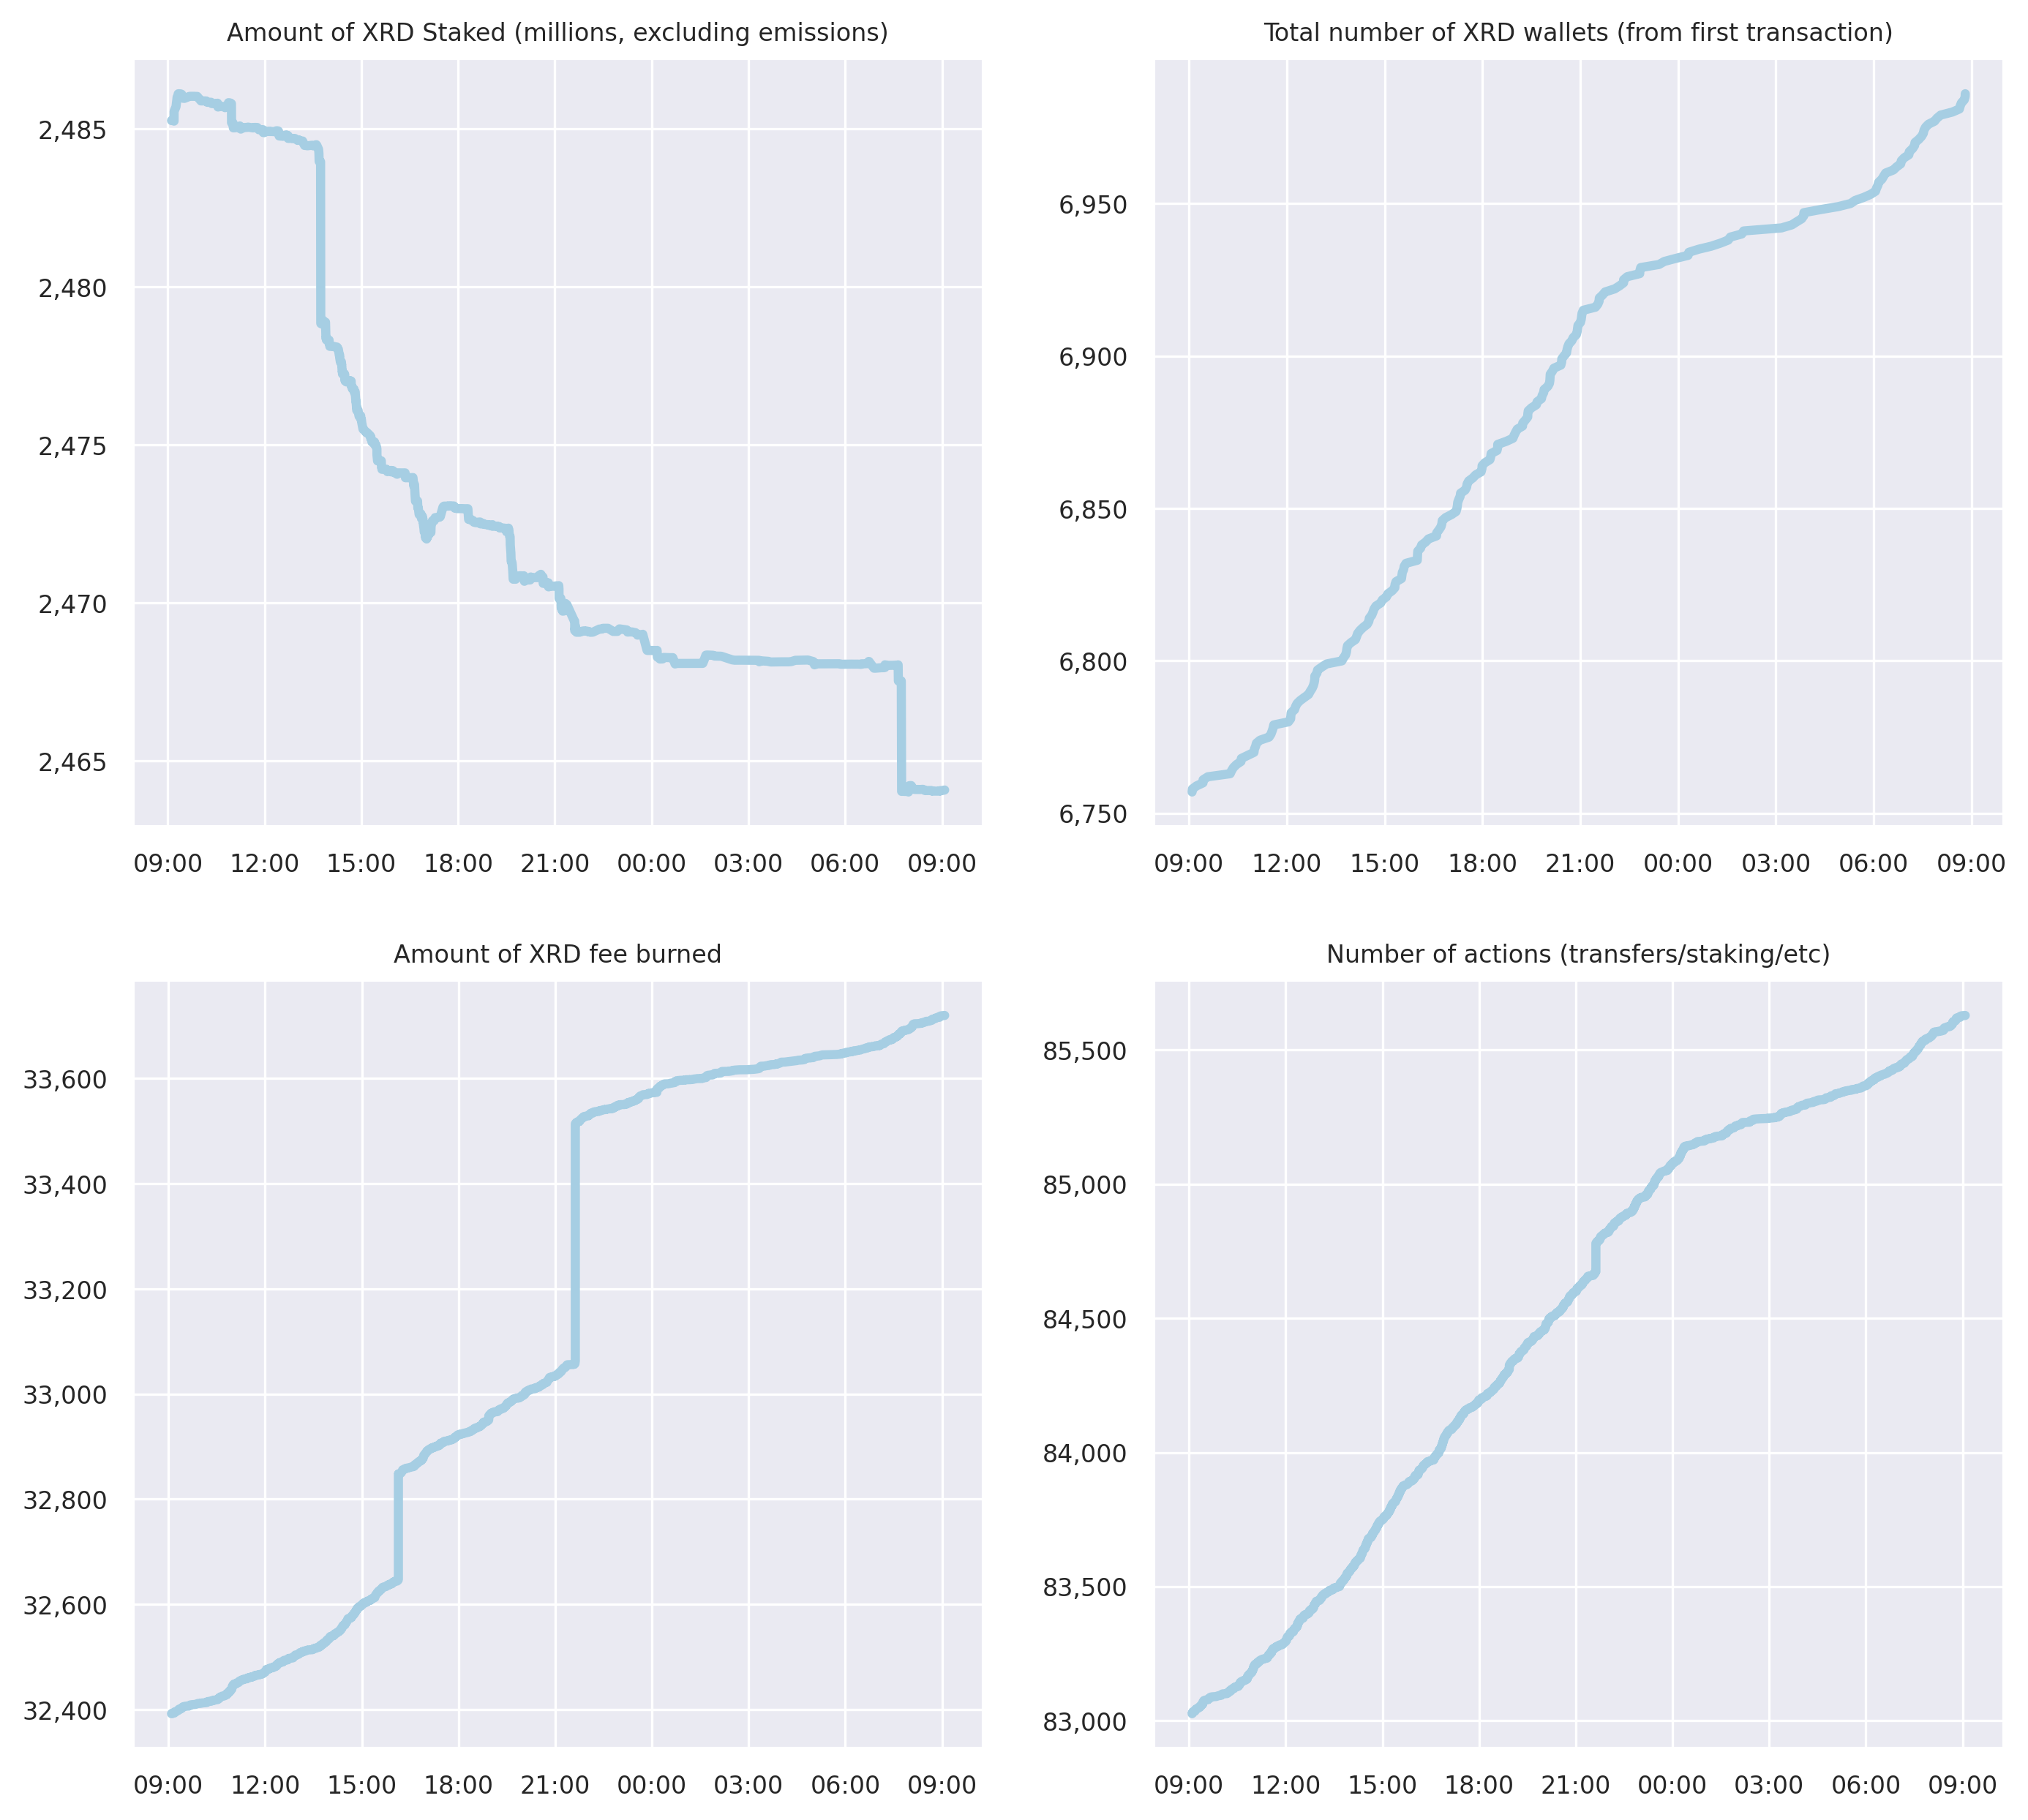 Amount of XRD Staked (millions, excluding emissions)
2,485
2,480
2,475
2,470
2,465
09:00 12:00 15:00 18:00 21:00 00:00 03:00 06:00 09:00
Total number of XRD wallets (from first transaction)
6,950
6,900
6,850
6,800
6,750
09:00 12:00 15:00 18:00 21:00 00:00 03:00 06:00 09:00
Amount of XRD fee burned
33,600
33,400
33,200
33,000
32,800
32,600
32,400
09:00 12:00 15:00 18:00 21:00 00:00 03:00 06:00 09:00
Number of actions (transfers/staking/etc)
85,500
85,000
84,500
84,000
83,500
83,000
09:00 12:00 15:00 18:00 21:00 00:00 03:00 06:00 09:00